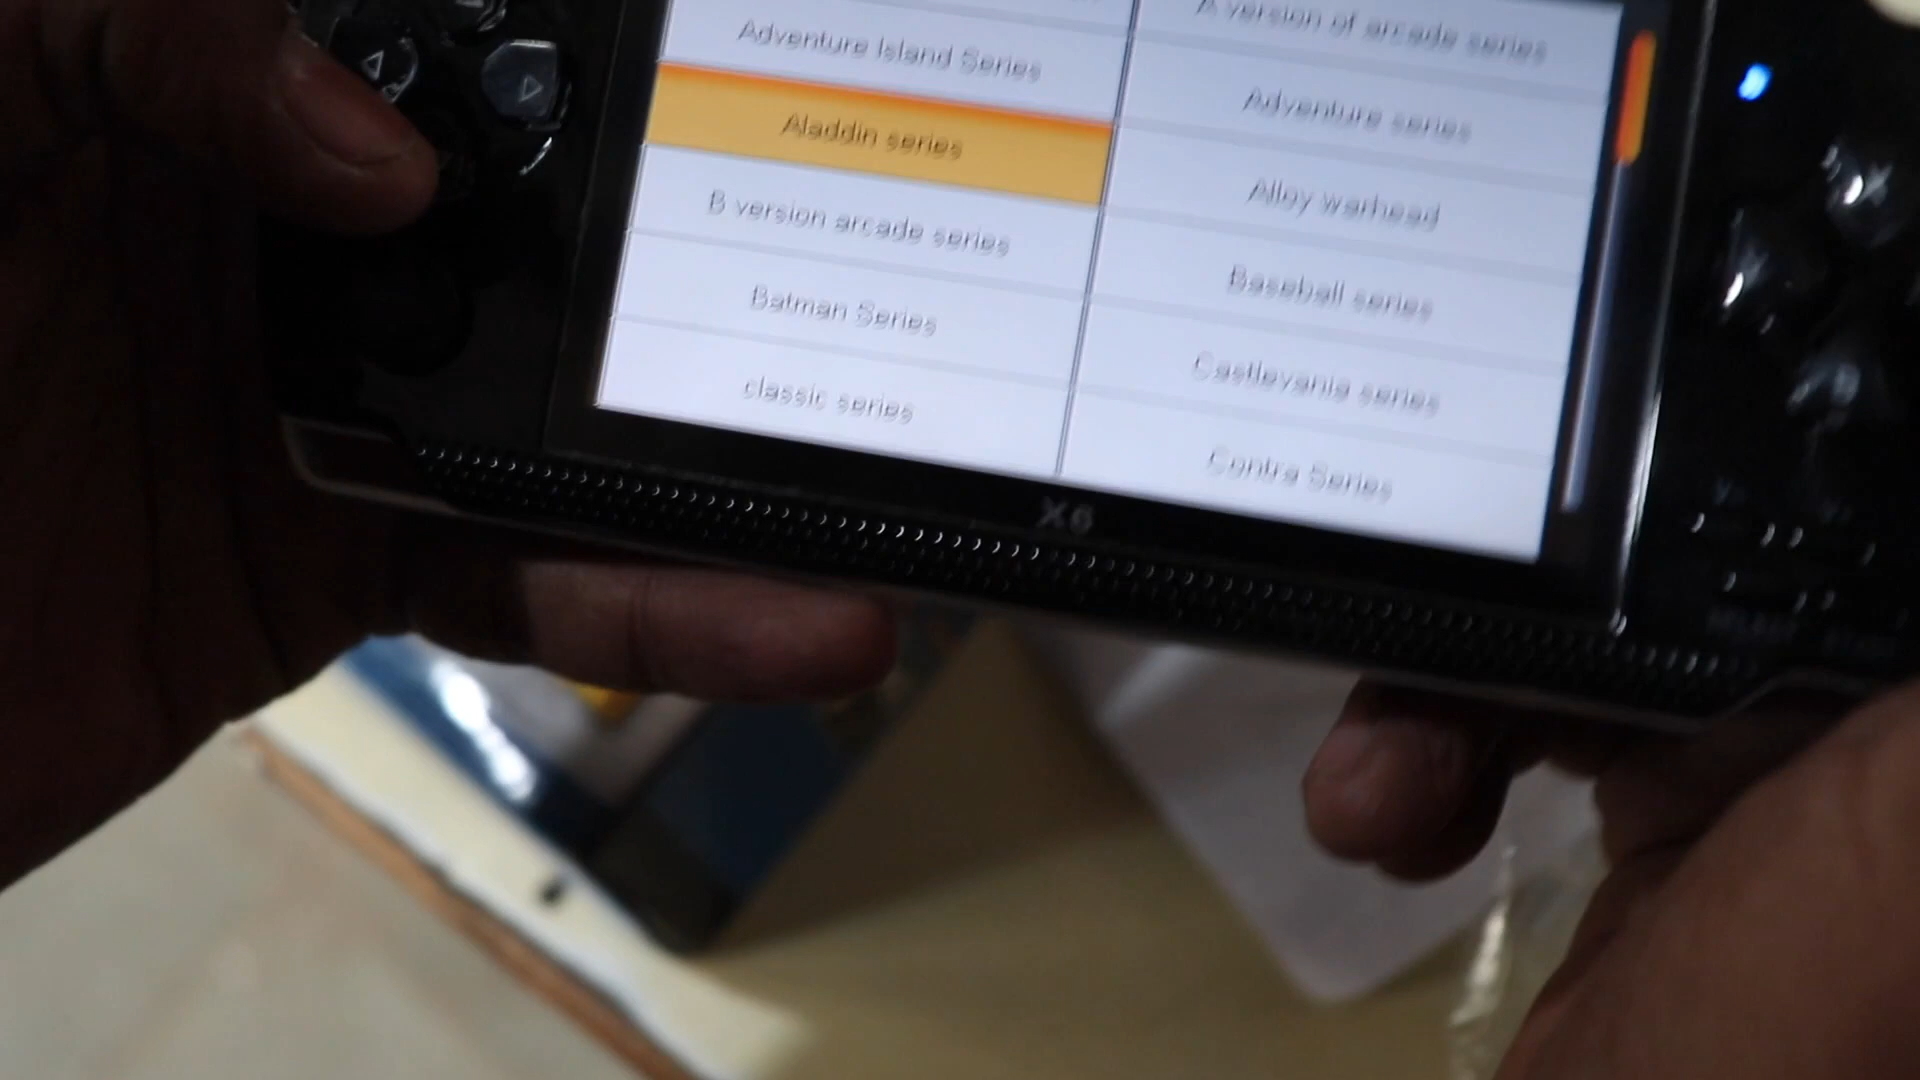 A version of arcade series
Adventure Island Series
Adventure series
Aladdin series
Alloy warhead
B version arcade series
Baseball series
Batman Series
Castlevania series
classic series
Contra Series
X6